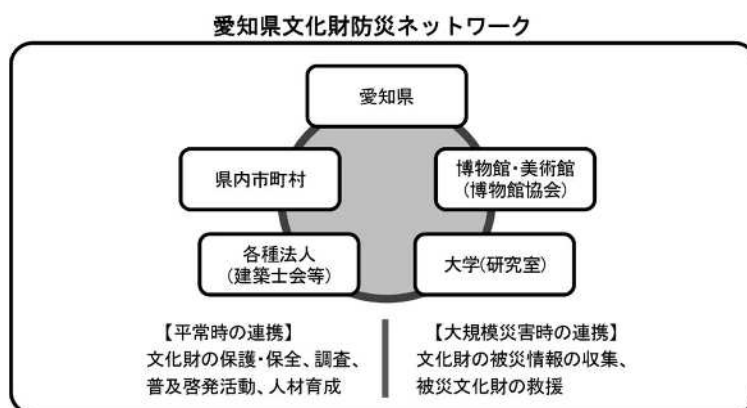 愛知県文化財防災ネットワーク
愛知県
県内市町村
博物館・美術館
(博物館協会)
各種法人
(建築士会等)
大学(研究室)
【平常時の連携】
文化財の保護・保全、調査、
普及啓発活動、人材育成
【大規模災害時の連携】
文化財の被災情報の収集、
被災文化財の救援